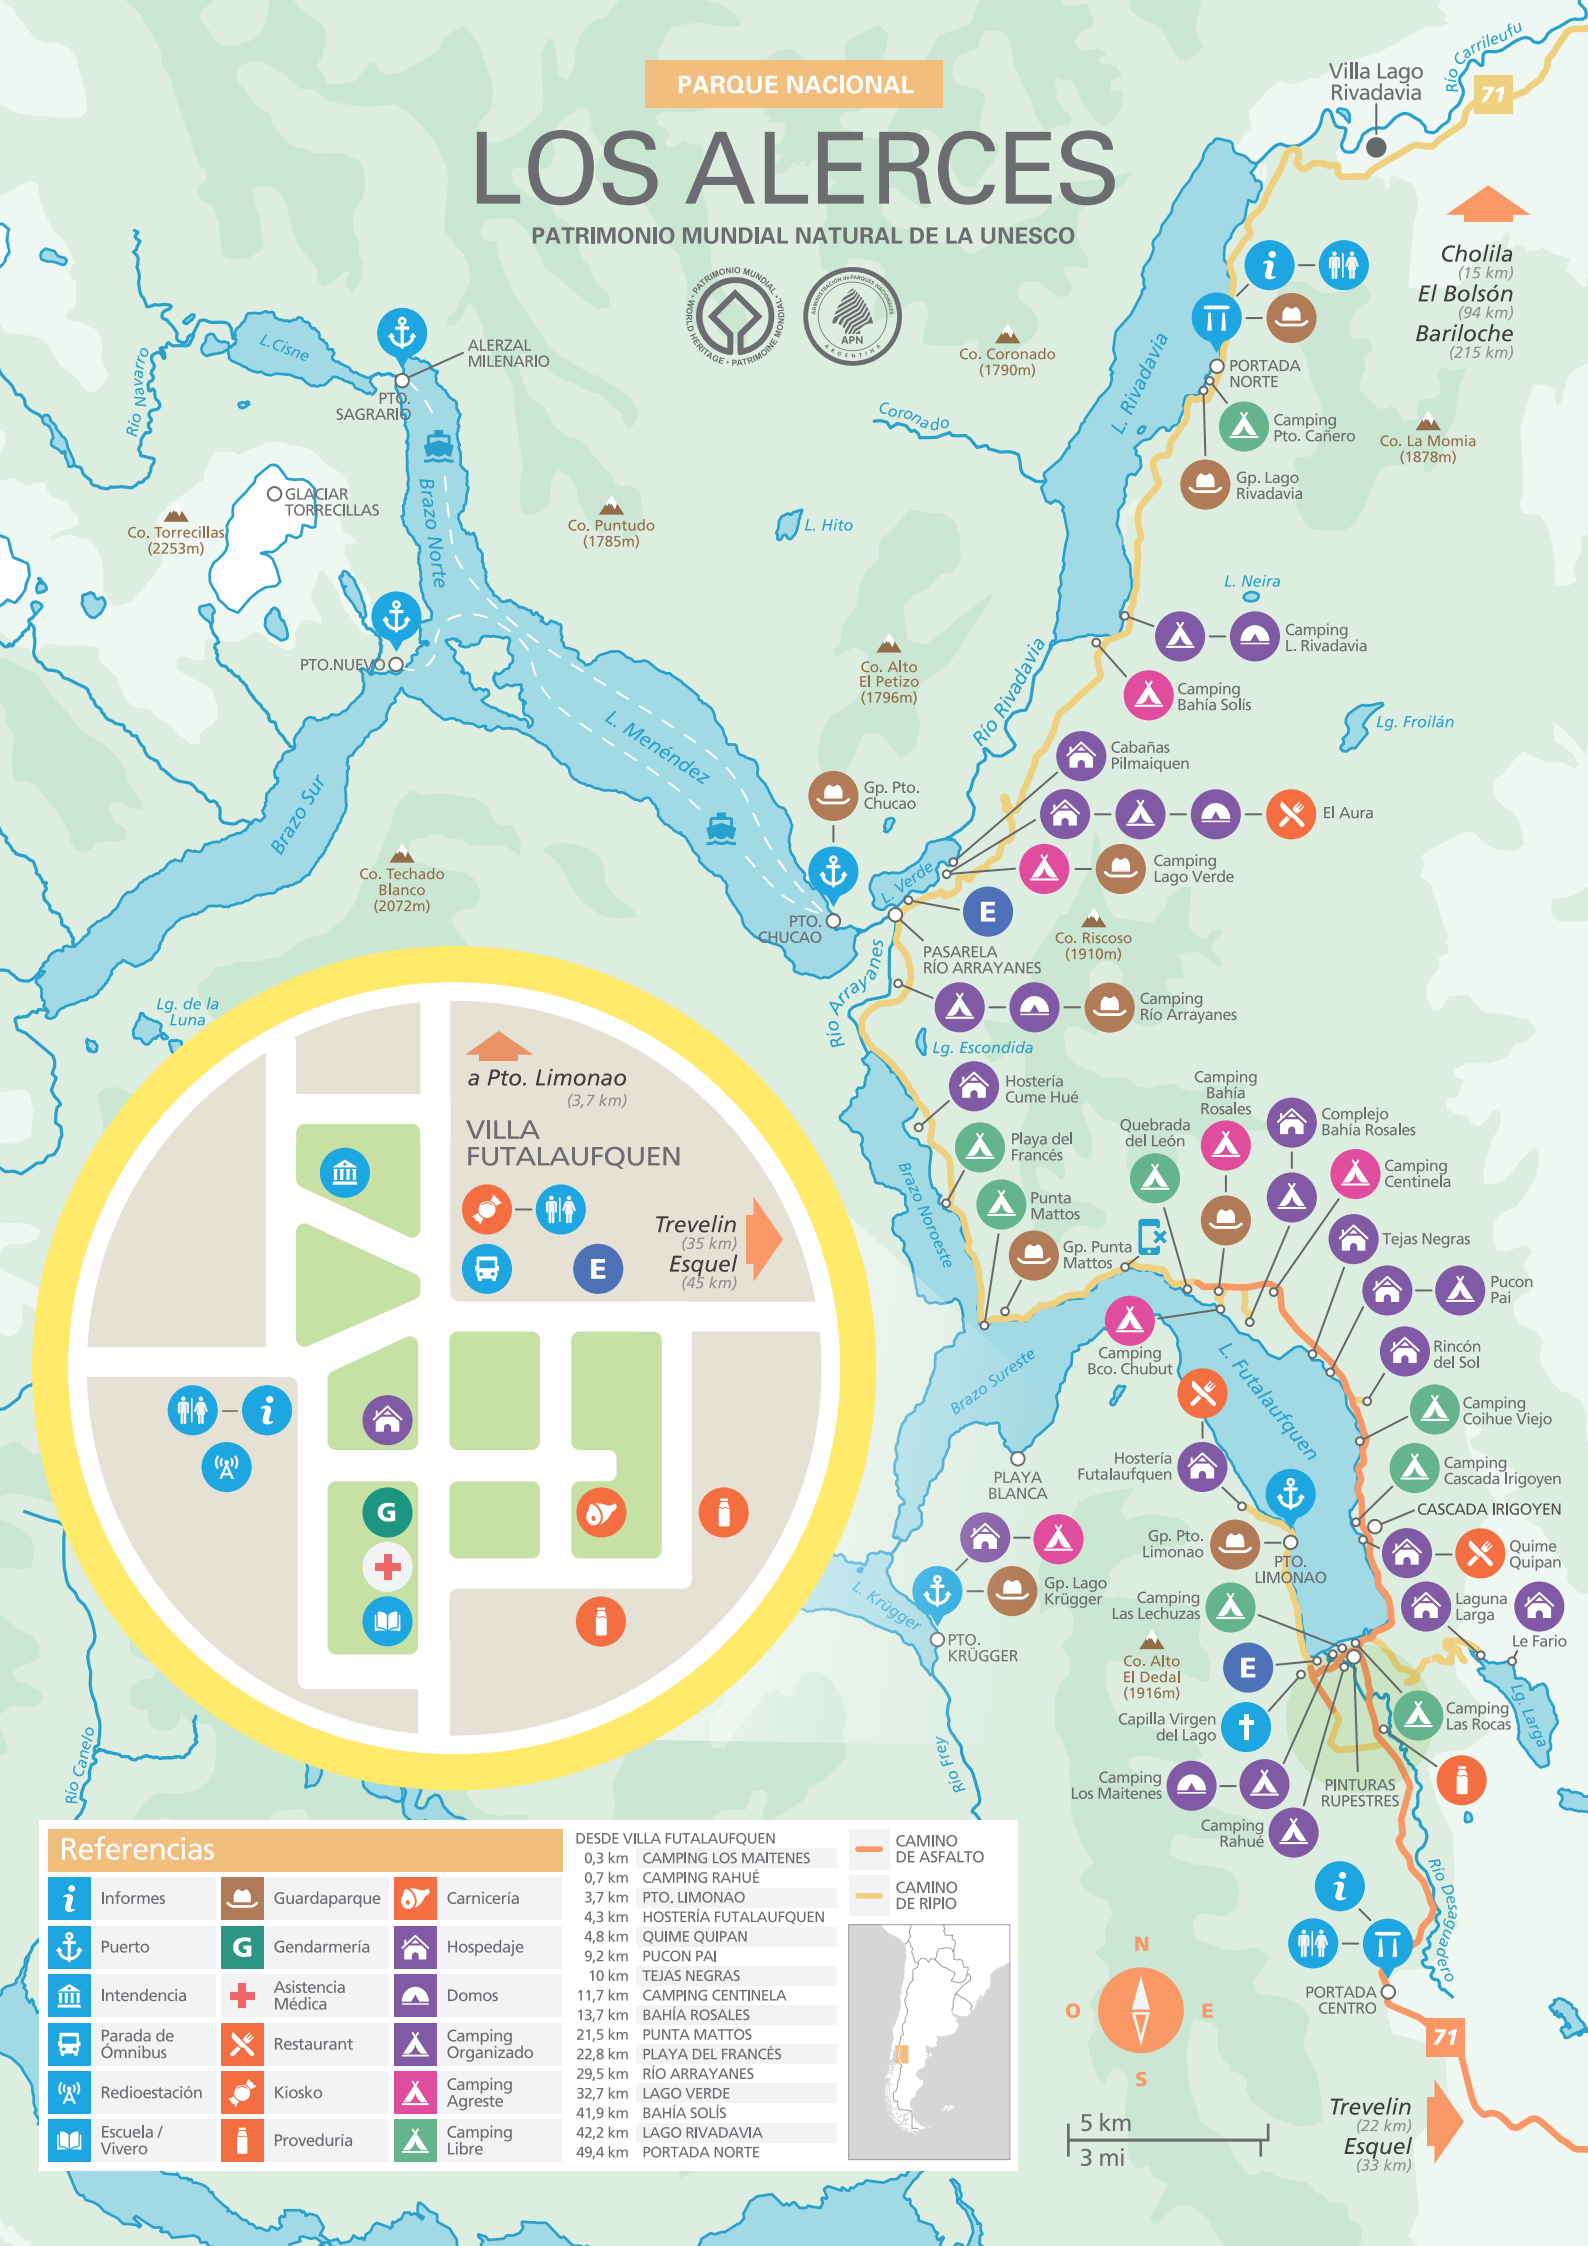 PARQUE NACIONAL
LOS ALERCES
PATRIMONIO MUNDIAL NATURAL DE LA UNESCO
WORLD HERITAGE • PATRIMONIO MUNDIAL • PATRIMOINE MONDIAL •
ADMINISTRACIÓN de PARQUES NACIONALES
APN
ARGENTINA
Villa Lago
Rivadavia
Río Carrileufu
71
Cholila
(15 km)
El Bolsón
(94 km)
Bariloche
(215 km)
L. Cisne
ALERZAL
MILENARIO
PTO.
SAGRARIO
Río Navarro
Co. Coronado
(1790m)
Coronado
L. Rivadavia
PORTADA
NORTE
Camping
Pto. Cañero
Co. La Momia
(1878m)
Gp. Lago
Rivadavia
GLACIAR
TORRECILLAS
Co. Torrecillas
(2253m)
Brazo Norte
Co. Puntudo
(1785m)
L. Hito
L. Neira
Camping
L. Rivadavia
PTO.NUEVO
Co. Alto
El Petizo
(1796m)
Río Rivadavia
Camping
Bahía Solís
Lg. Froilán
L. Menéndez
Cabañas
Pilmaiquen
Brazo Sur
Gp. Pto.
Chucao
El Aura
Camping
Lago Verde
L. Verde
Co. Techado
Blanco
(2072m)
E
PTO.
CHUCAO
Co. Riscoso
(1910m)
PASARELA
RÍO ARRAYANES
Río Arrayanes
Camping
Río Arrayanes
Lg. de la
Luna
Lg. Escondida
a Pto. Limonao
(3,7 km)
VILLA
FUTALAUFQUEN
Trevelin
(35 km)
Esquel
(45 km)
E
G
Hostería
Cume Hué
Playa del
Francés
Brazo Noroeste
Punta
Mattos
Gp. Punta
Mattos
Quebrada
del León
Camping
Bahía
Rosales
Complejo
Bahía Rosales
Camping
Centinela
Tejas Negras
Pucon
Pai
Rincón
del Sol
Camping
Bco. Chubut
Brazo Sureste
L. Futalaufquen
Camping
Coihue Viejo
Hostería
Futalaufquen
PLAYA
BLANCA
Camping
Cascada Irigoyen
CASCADA IRIGOYEN
Gp. Pto.
Limonao
PTO.
LIMONAO
Quime
Quipan
L. Krügger
Gp. Lago
Krügger
PTO.
KRÜGGER
Camping
Las Lechuzas
Laguna
Larga
Le Fario
Co. Alto
El Dedal
(1916m)
E
Lg. Larga
Capilla Virgen
del Lago
Camping
Las Rocas
Río Canelo
Río Frey
Camping
Los Maitenes
PINTURAS
RUPESTRES
Camping
Rahué
Río Desaguadero
PORTADA
CENTRO
71
Trevelin
(22 km)
Esquel
(33 km)
N
O
E
S
5 km
3 mi
Referencias
Informes
Puerto
Intendencia
Parada de
Ómnibus
Redioestación
Escuela /
Vivero
Guardaparque
G
Gendarmería
Asistencia
Médica
Restaurant
Kiosko
Proveduría
Carnicería
Hospedaje
Domos
Camping
Organizado
Camping
Agreste
Camping
Libre
DESDE VILLA FUTALAUFQUEN
0,3 km CAMPING LOS MAITENES
0,7 km CAMPING RAHUÉ
3,7 km PTO. LIMONAO
4,3 km HOSTERÍA FUTALAUFQUEN
4,8 km QUIME QUIPAN
9,2 km PUCON PAI
10 km TEJAS NEGRAS
11,7 km CAMPING CENTINELA
13,7 km BAHÍA ROSALES
21,5 km PUNTA MATTOS
22,8 km PLAYA DEL FRANCÉS
29,5 km RÍO ARRAYANES
32,7 km LAGO VERDE
41,9 km BAHÍA SOLÍS
42,2 km LAGO RIVADAVIA
49,4 km PORTADA NORTE
CAMINO
DE ASFALTO
CAMINO
DE RIPIO